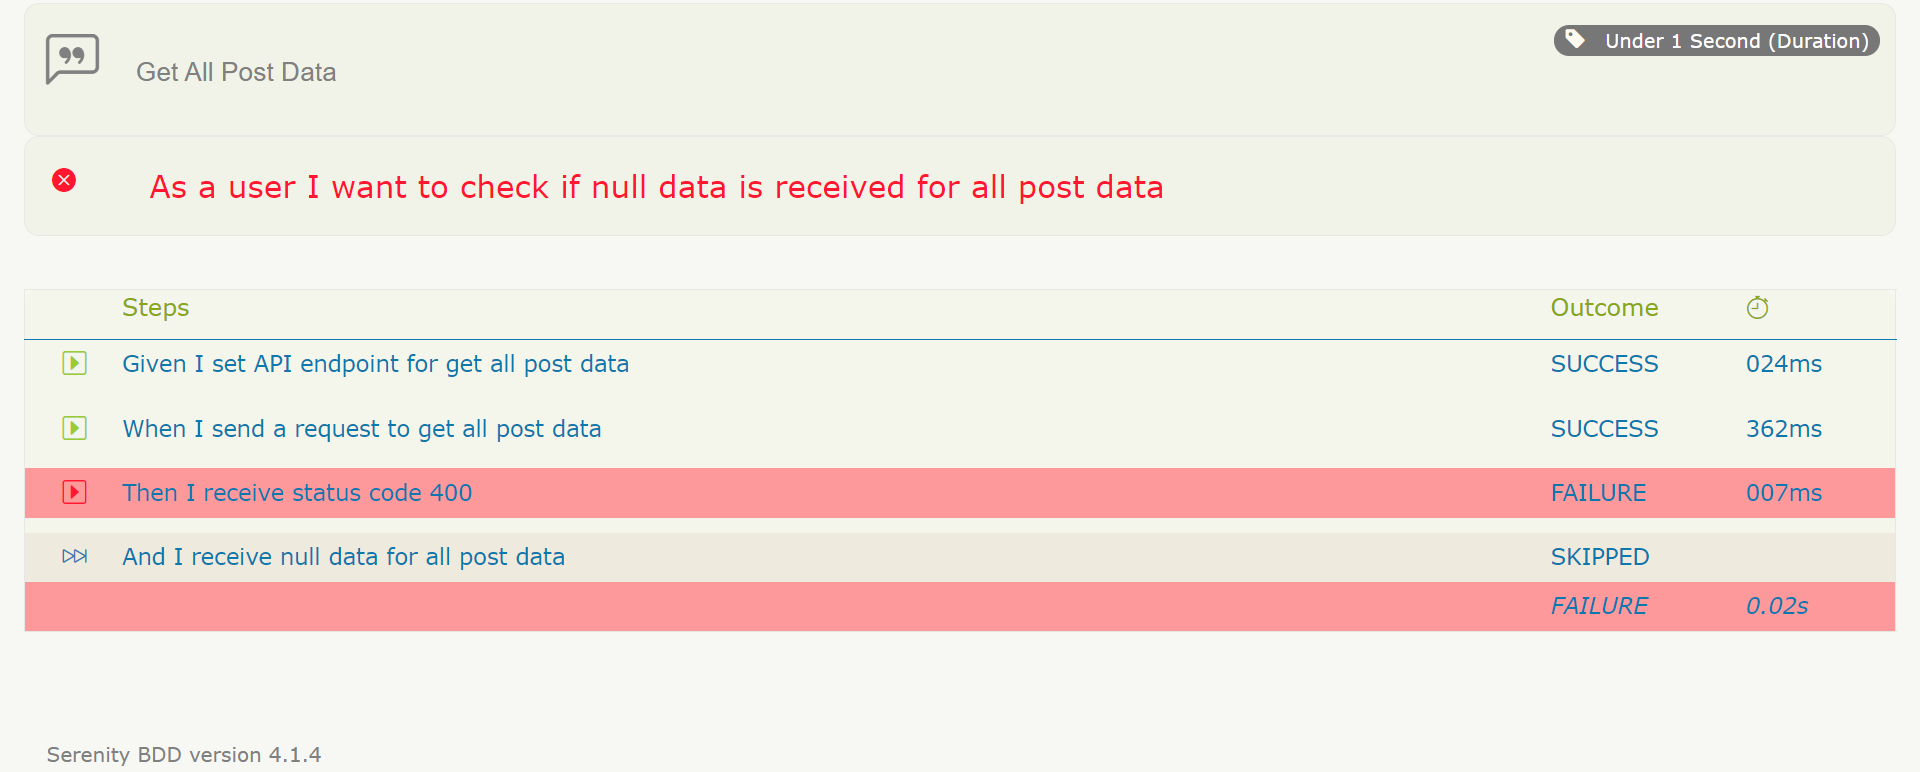 Get All Post Data
Under 1 Second (Duration)
As a user I want to check if null data is received for all post data
Steps Outcome
Given I set API endpoint for get all post data SUCCESS 024ms
When I send a request to get all post data SUCCESS 362ms
Then I receive status code 400 FAILURE 007ms
And I receive null data for all post data SKIPPED
FAILURE 0.02s
Serenity BDD version 4.1.4